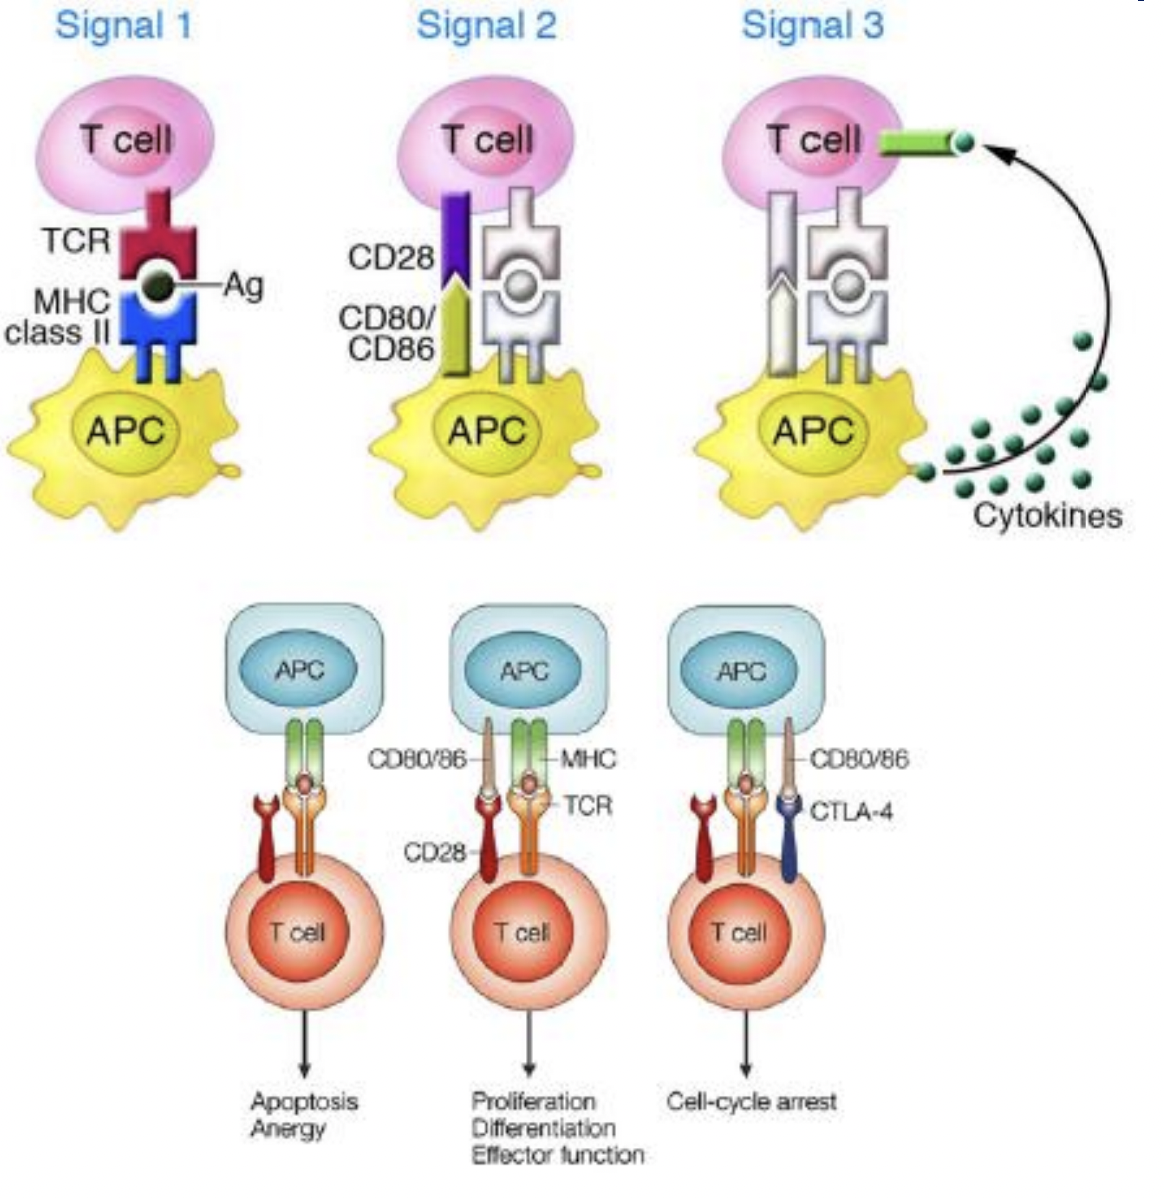 Signal 1
Signal 2
Signal 3
T cell
T cell
T cell
TCR
Ag
MHC
class II
CD28
CD80/
CD86
APC
APC
APC
Cytokines
APC
APC
APC
CD80/86
MHC
CD80/86
TCR
CTLA-4
CD28
T cell
T cell
T cell
Apoptosis
Anergy
Proliferation
Differentiation
Effector function
Cell-cycle arrest